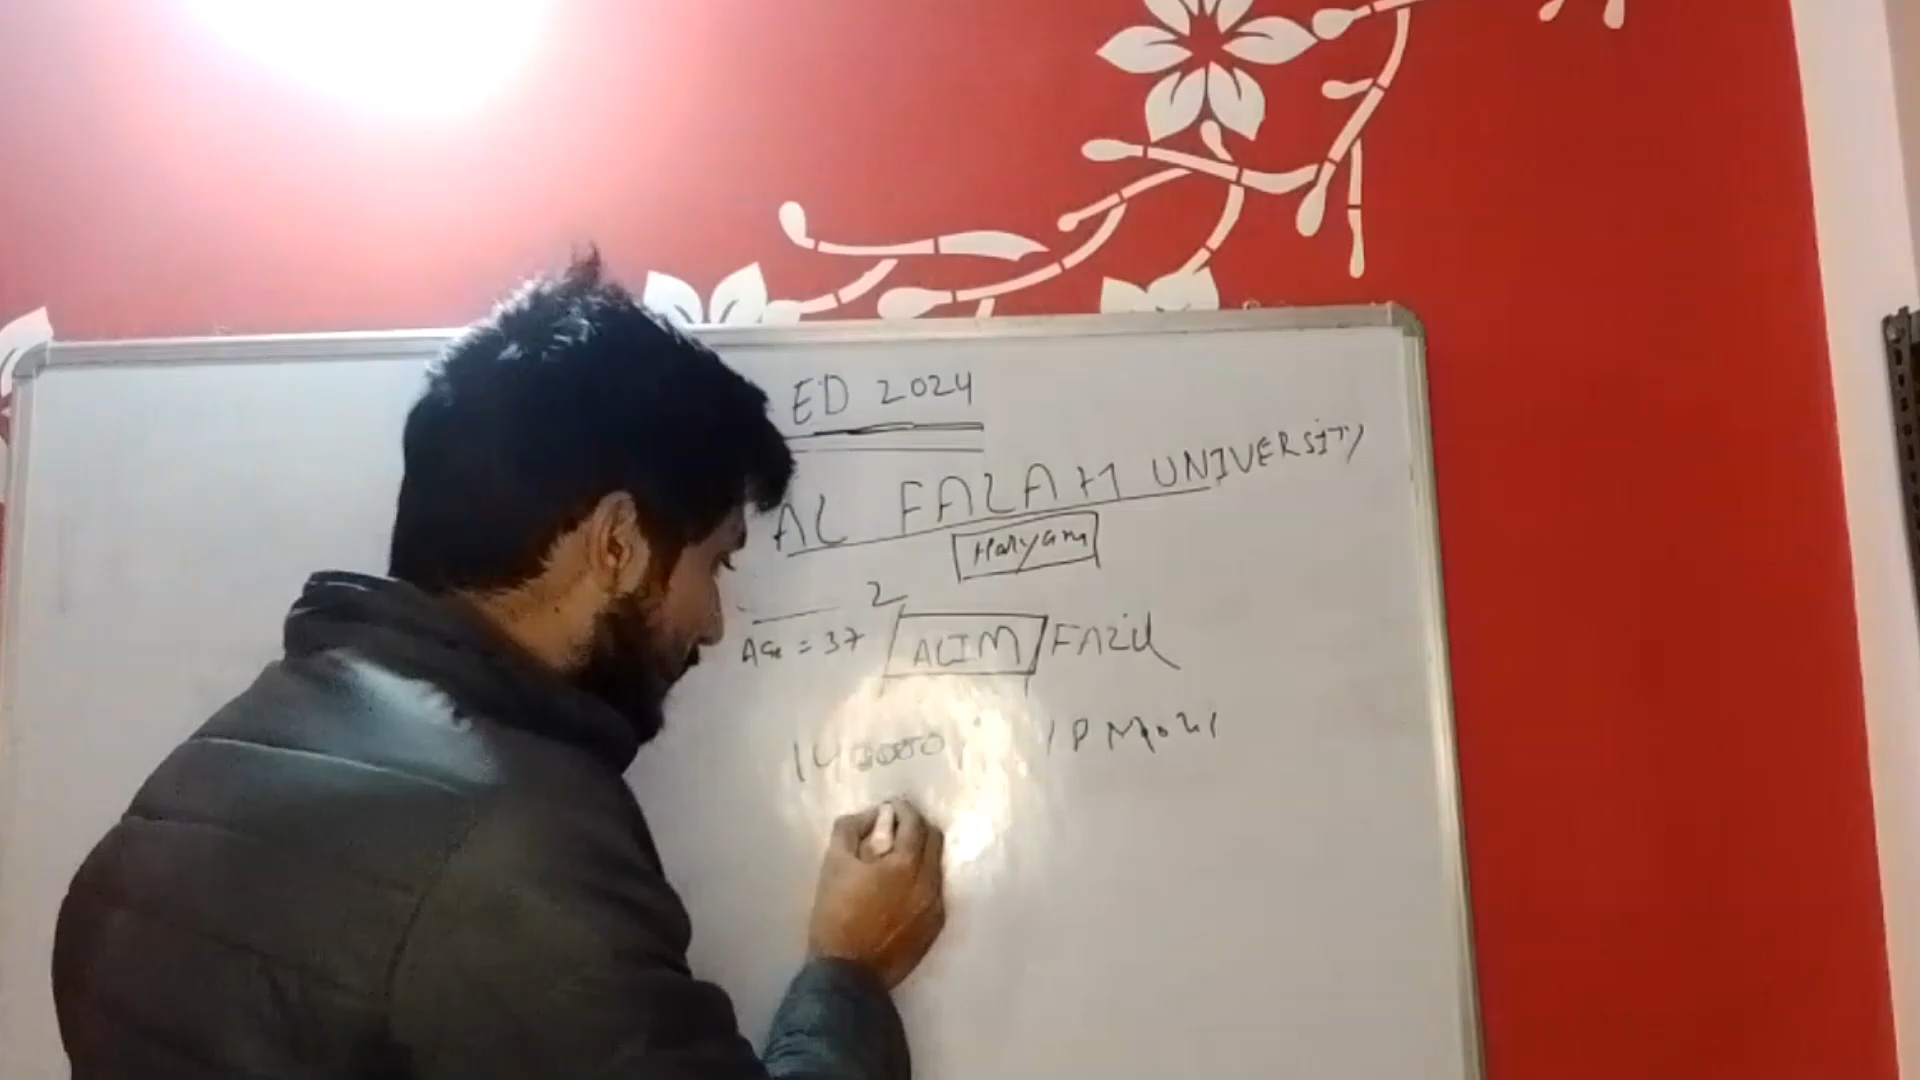 ED 2024
AL FALAH UNIVERSITY
Haryana
2
Age = 37 ALIM / FAZIL
140000